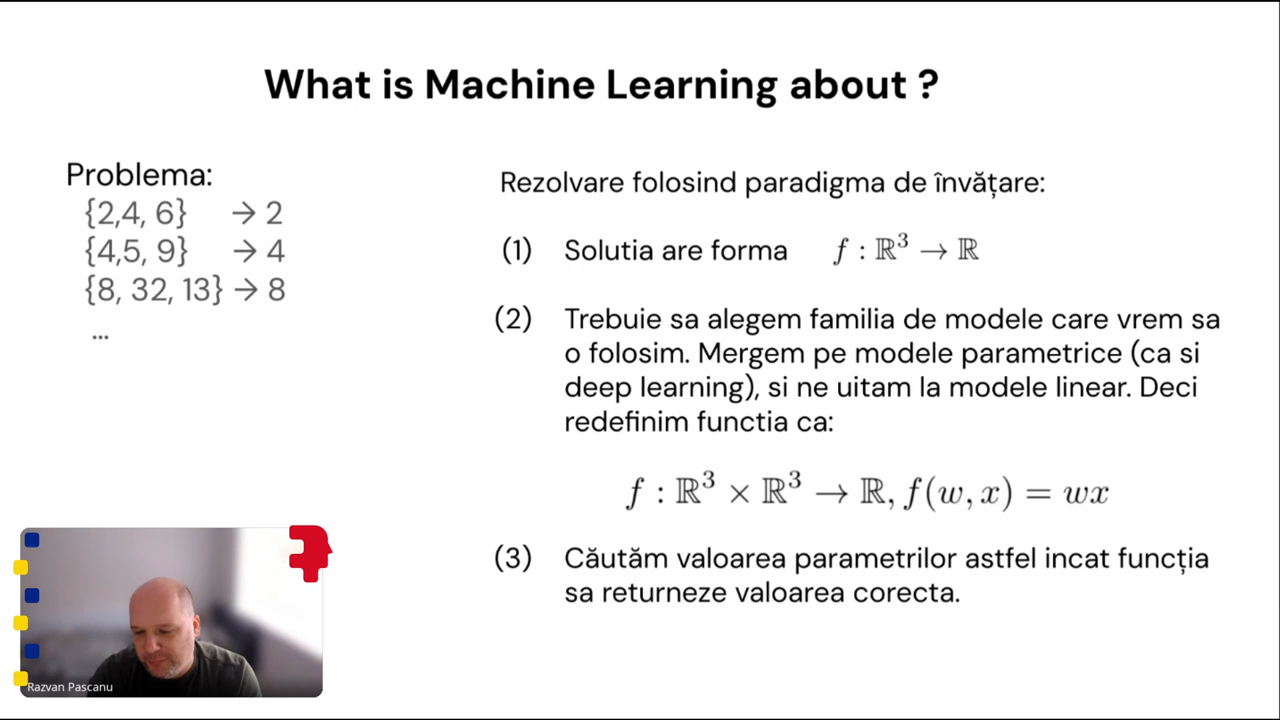 What is Machine Learning about ?
Problema:
{2,4, 6} → 2
{4,5, 9} → 4
{8, 32, 13} → 8
...
Rezolvare folosind paradigma de învățare:
(1) Solutia are forma f : ℝ³ → ℝ
(2) Trebuie sa alegem familia de modele care vrem sa
o folosim. Mergem pe modele parametrice (ca si
deep learning), si ne uitam la modele linear. Deci
redefinim functia ca:
f : ℝ³ × ℝ³ → ℝ, f(w, x) = wx
(3) Căutăm valoarea parametrilor astfel incat funcția
sa returneze valoarea corecta.
Razvan Pascanu